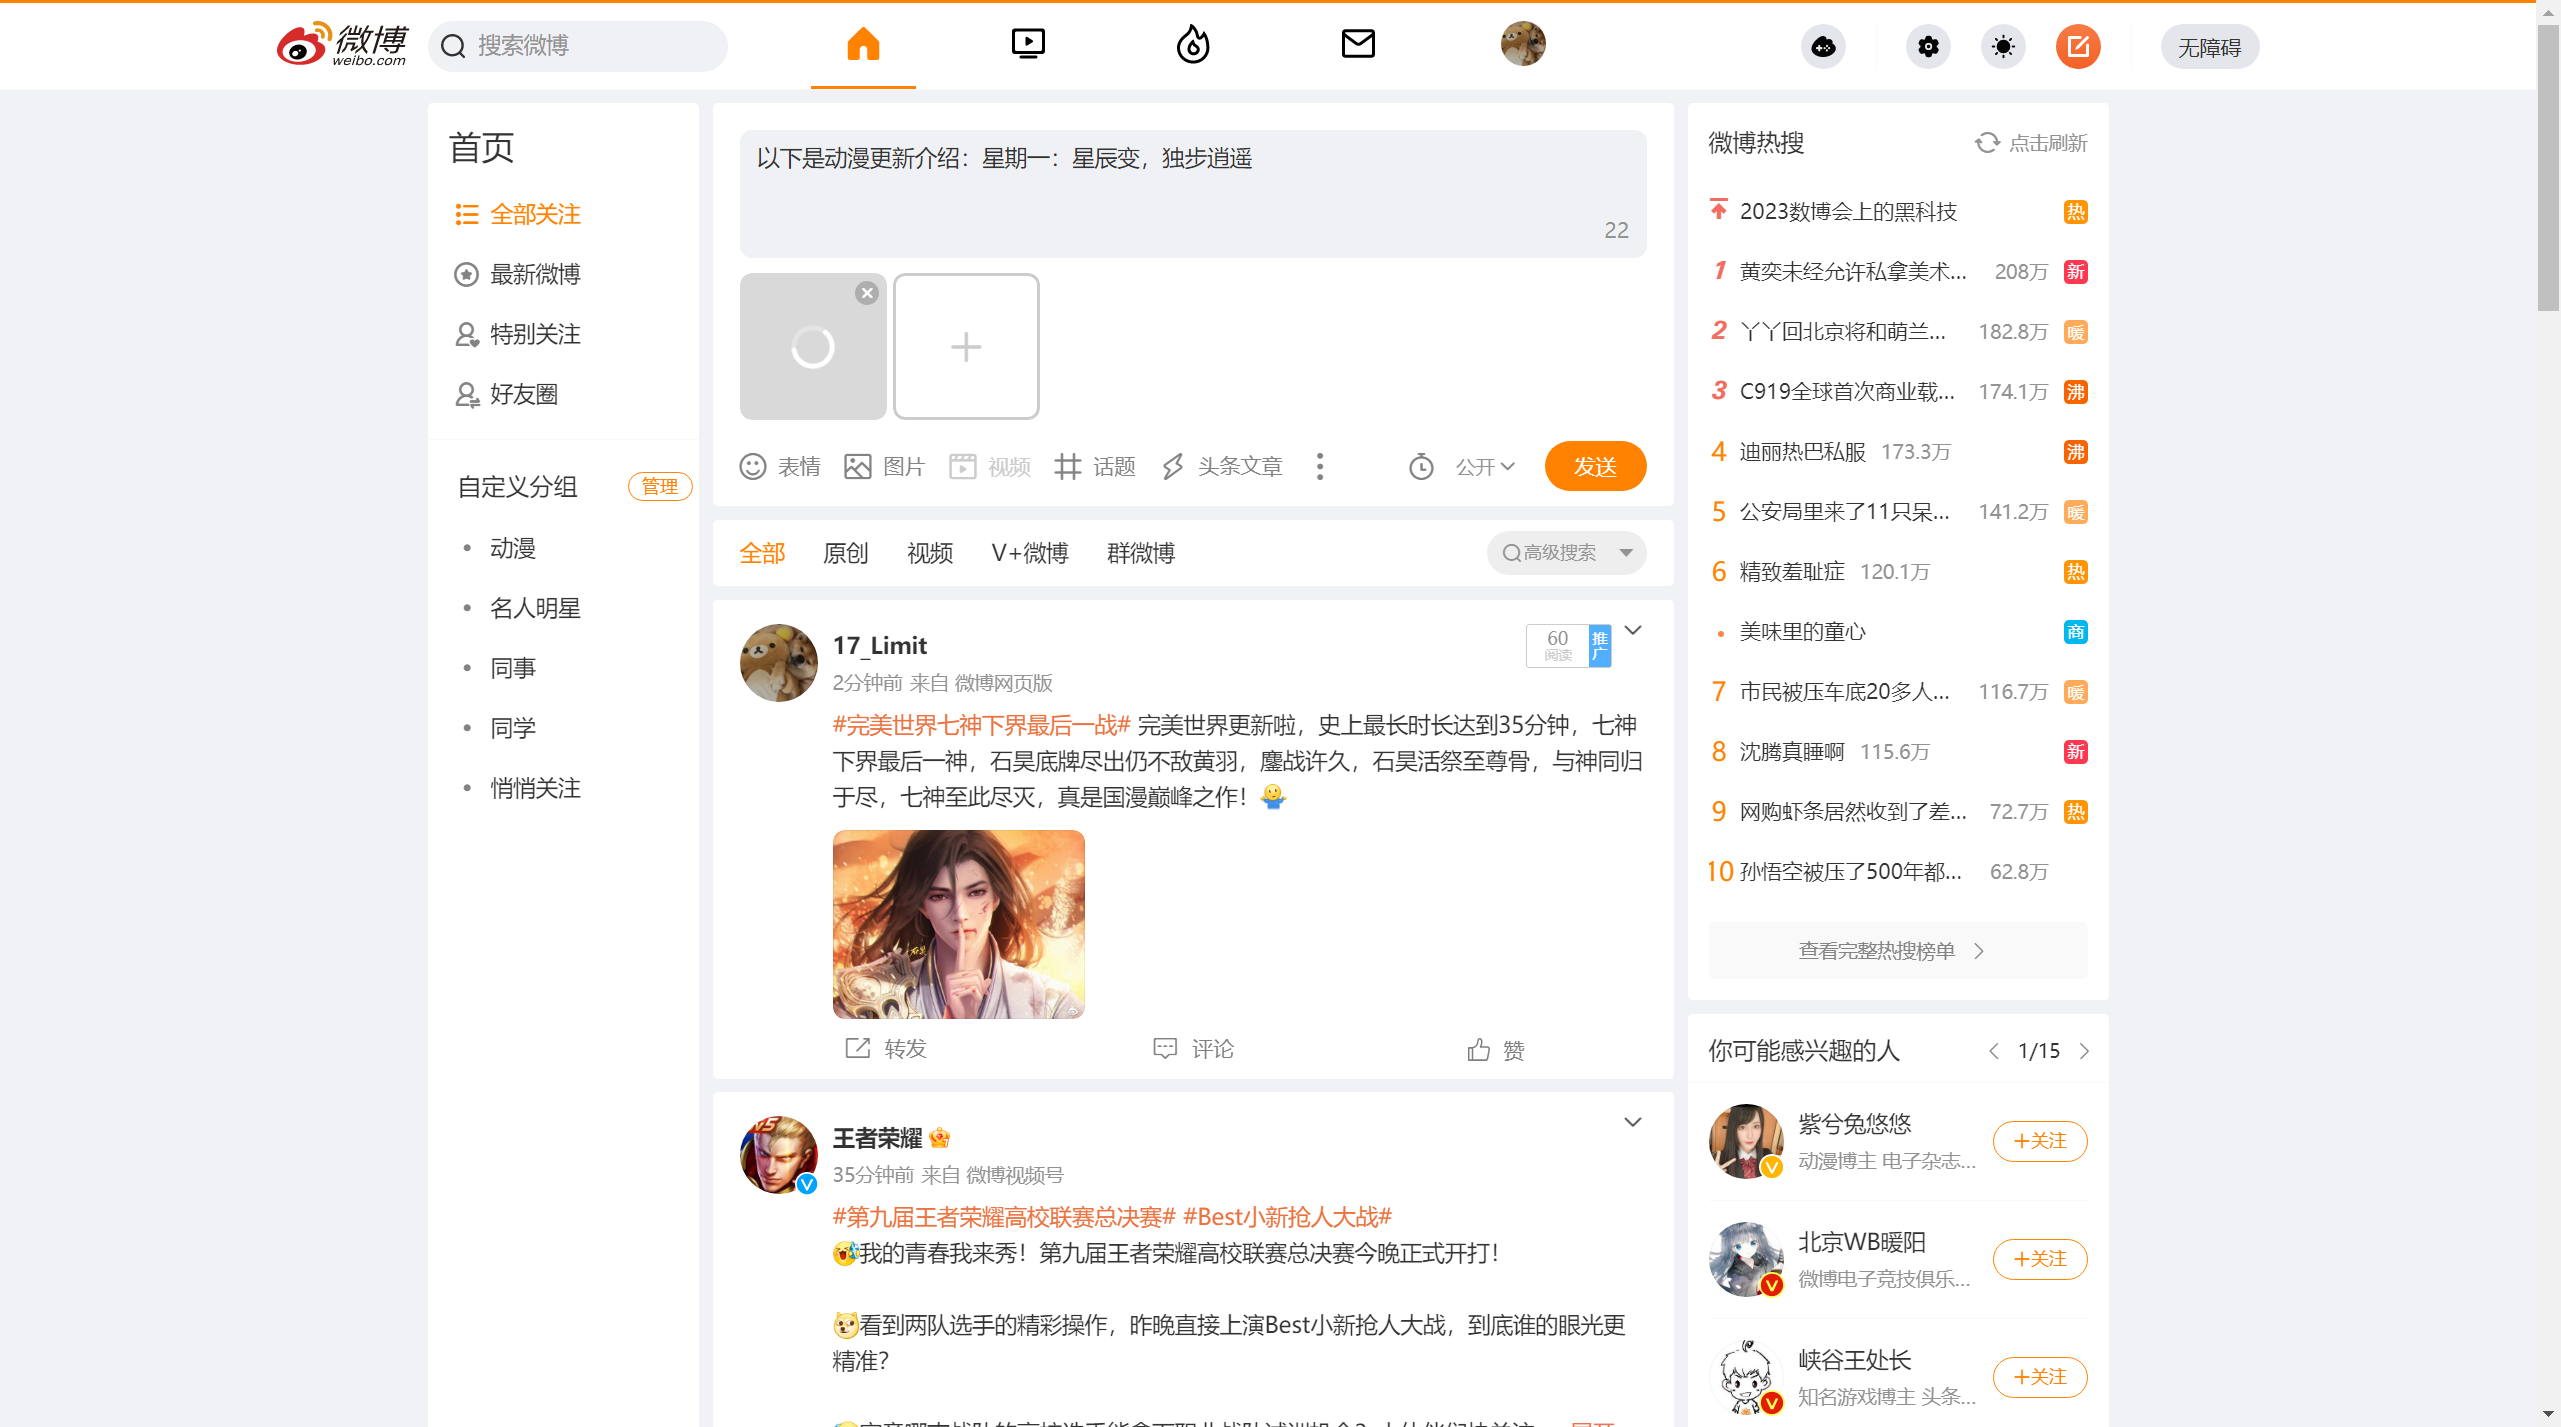 微博
weibo.com
搜索微博
无障碍
首页
全部关注
最新微博
特别关注
好友圈
自定义分组
管理
动漫
名人明星
同事
同学
悄悄关注
以下是动漫更新介绍：星期一：星辰变，独步逍遥
22
表情
图片
视频
话题
头条文章
公开
发送
全部
原创
视频
V+微博
群微博
高级搜索
17_Limit
60
阅读
推广
2分钟前 来自 微博网页版
#完美世界七神下界最后一战# 完美世界更新啦，史上最长时长达到35分钟，七神
下界最后一神，石昊底牌尽出仍不敌黄羽，鏖战许久，石昊活祭至尊骨，与神同归
于尽，七神至此尽灭，真是国漫巅峰之作！
转发
评论
赞
王者荣耀
35分钟前 来自 微博视频号
#第九届王者荣耀高校联赛总决赛# #Best小新抢人大战#
我的青春我来秀！第九届王者荣耀高校联赛总决赛今晚正式开打！
看到两队选手的精彩操作，昨晚直接上演Best小新抢人大战，到底谁的眼光更
精准？
微博热搜
点击刷新
2023数博会上的黑科技 热
1 黄奕未经允许私拿美术... 208万 新
2 丫丫回北京将和萌兰... 182.8万 暖
3 C919全球首次商业载... 174.1万 沸
4 迪丽热巴私服 173.3万 沸
5 公安局里来了11只呆... 141.2万 暖
6 精致羞耻症 120.1万 热
美味里的童心 商
7 市民被压车底20多人... 116.7万 暖
8 沈腾真睡啊 115.6万 新
9 网购虾条居然收到了差... 72.7万 热
10 孙悟空被压了500年都... 62.8万
查看完整热搜榜单
你可能感兴趣的人
1/15
紫兮兔悠悠
动漫博主 电子杂志...
+关注
北京WB暖阳
微博电子竞技俱乐...
+关注
峡谷王处长
知名游戏博主 头条...
+关注